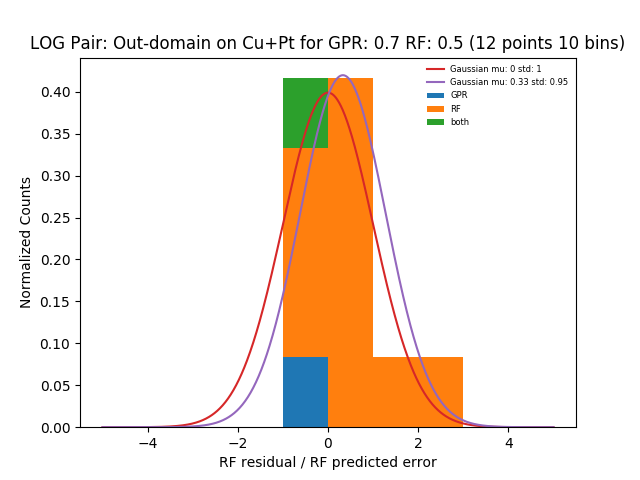 LOG Pair: Out-domain on Cu+Pt for GPR: 0.7 RF: 0.5 (12 points 10 bins)
Gaussian mu: 0 std: 1
Gaussian mu: 0.33 std: 0.95
GPR
RF
both
Normalized Counts
0.40
0.35
0.30
0.25
0.20
0.15
0.10
0.05
0.00
−4
−2
0
2
4
RF residual / RF predicted error